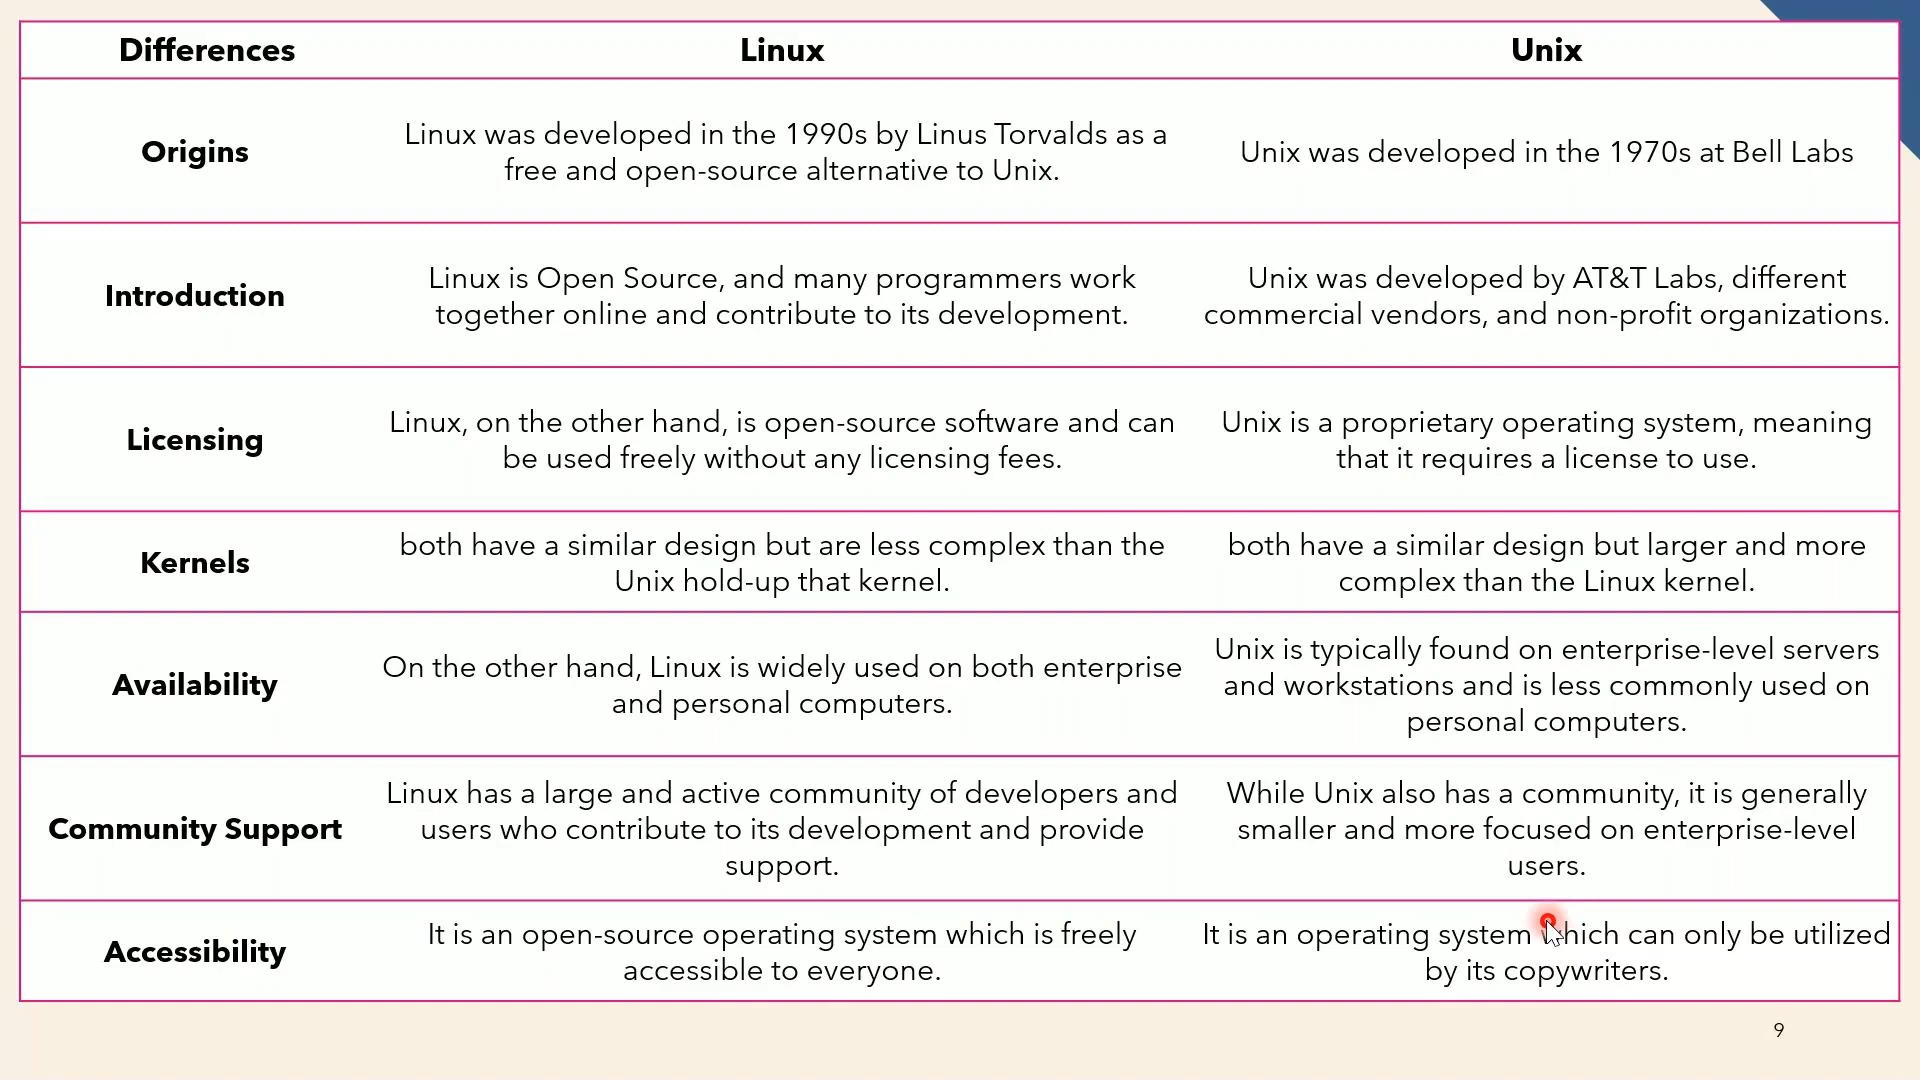 Differences
Linux
Unix
Origins
Linux was developed in the 1990s by Linus Torvalds as a
free and open-source alternative to Unix.
Unix was developed in the 1970s at Bell Labs
Introduction
Linux is Open Source, and many programmers work
together online and contribute to its development.
Unix was developed by AT&T Labs, different
commercial vendors, and non-profit organizations.
Licensing
Linux, on the other hand, is open-source software and can
be used freely without any licensing fees.
Unix is a proprietary operating system, meaning
that it requires a license to use.
Kernels
both have a similar design but are less complex than the
Unix hold-up that kernel.
both have a similar design but larger and more
complex than the Linux kernel.
Availability
On the other hand, Linux is widely used on both enterprise
and personal computers.
Unix is typically found on enterprise-level servers
and workstations and is less commonly used on
personal computers.
Community Support
Linux has a large and active community of developers and
users who contribute to its development and provide
support.
While Unix also has a community, it is generally
smaller and more focused on enterprise-level
users.
Accessibility
It is an open-source operating system which is freely
accessible to everyone.
It is an operating system which can only be utilized
by its copywriters.
9